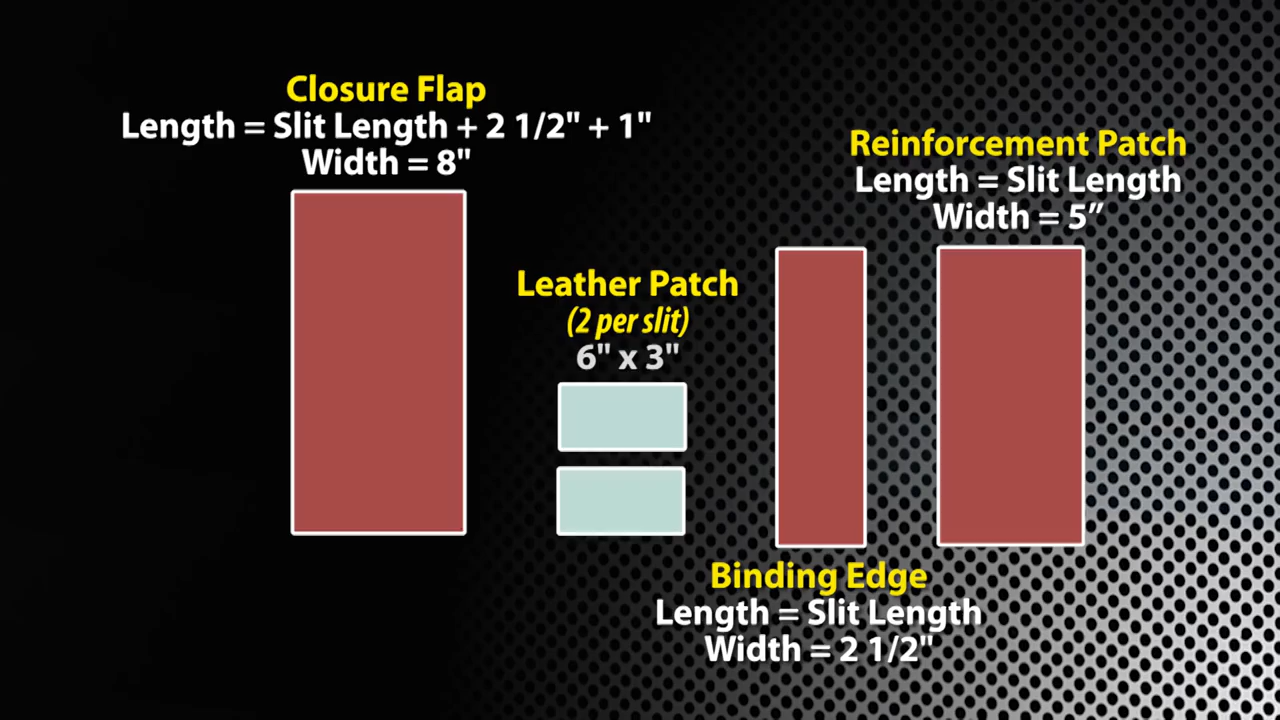 Closure Flap
Length = Slit Length + 2 1/2" + 1"
Width = 8"
Leather Patch
(2 per slit)
6" x 3"
Reinforcement Patch
Length = Slit Length
Width = 5”
Binding Edge
Length = Slit Length
Width = 2 1/2"